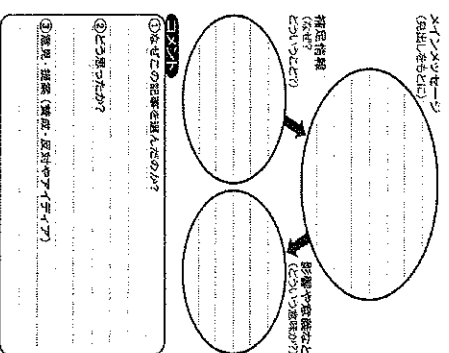 メインメッセージ
(見出しをもとに)
補足情報
(なぜ?
どういうこと?)
影響や意義など
(どういう意味か?)
コメント
①なぜこの記事を選んだのか?
②どう思ったか?
③意見・提案(賛成・反対やアイディア)